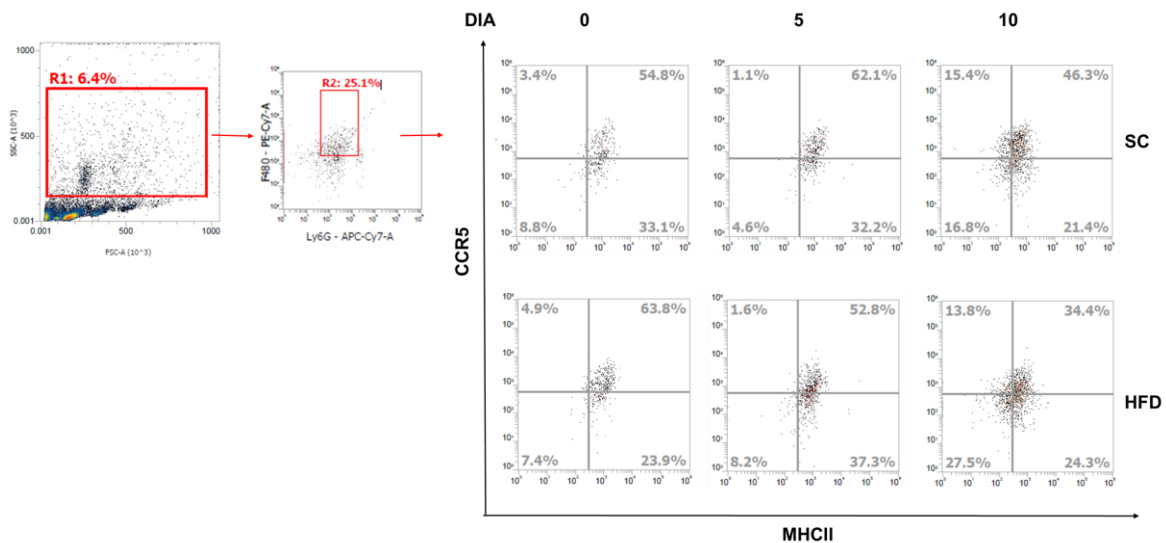 DIA 0 5 10
1000
R1: 6.4%
500
0.001
0.001 500 1000
SSC-A (10^3)
FSC-A (10^3)
R2: 25.1%
F480 - PE-Cy7-A
Ly6G - APC-Cy7-A
CCR5
3.4% 54.8%
8.8% 33.1%
1.1% 62.1%
4.6% 32.2%
15.4% 46.3%
16.8% 21.4%
SC
4.9% 63.8%
7.4% 23.9%
1.6% 52.8%
8.2% 37.3%
13.8% 34.4%
27.5% 24.3%
HFD
MHCII